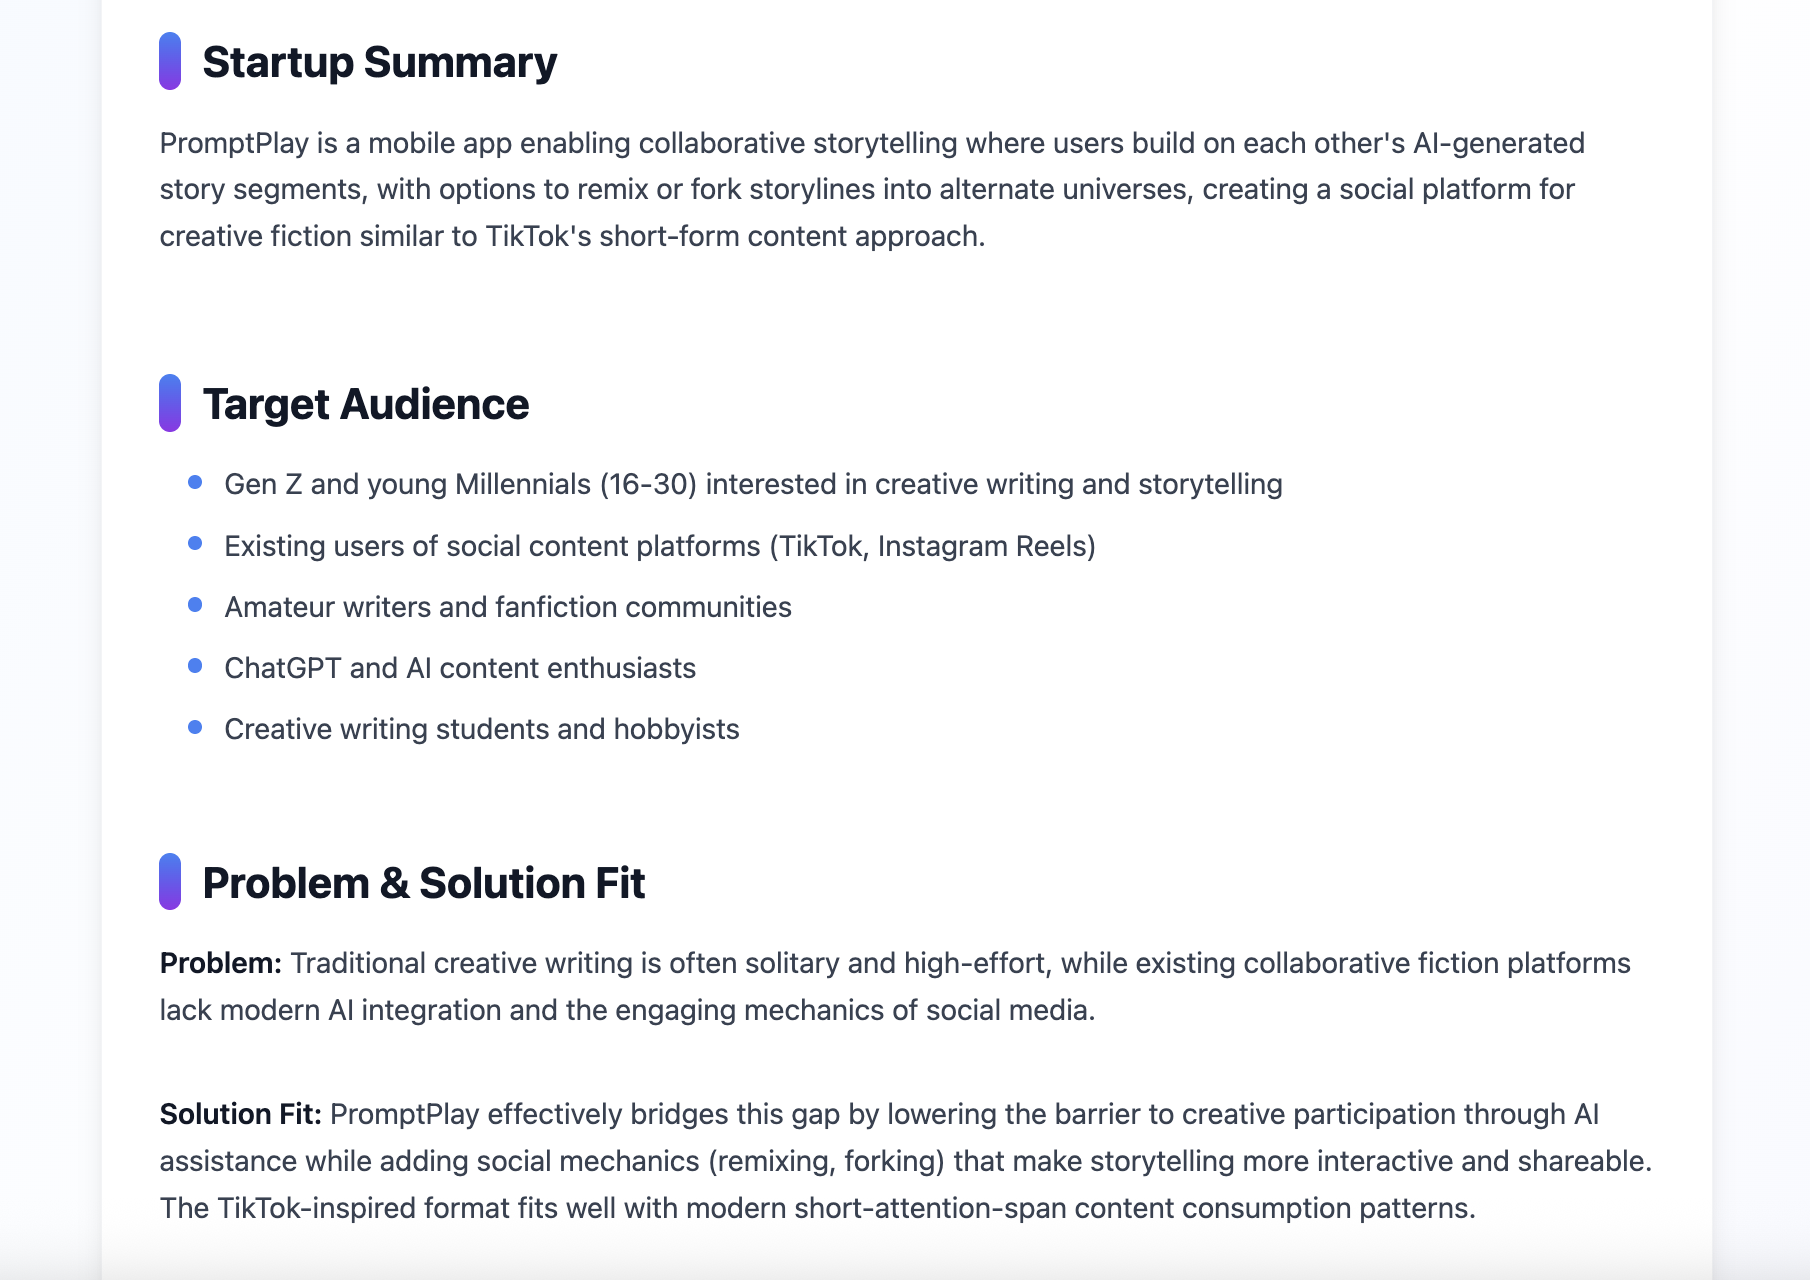 Startup Summary
PromptPlay is a mobile app enabling collaborative storytelling where users build on each other's AI-generated
story segments, with options to remix or fork storylines into alternate universes, creating a social platform for
creative fiction similar to TikTok's short-form content approach.
Target Audience
Gen Z and young Millennials (16-30) interested in creative writing and storytelling
Existing users of social content platforms (TikTok, Instagram Reels)
Amateur writers and fanfiction communities
ChatGPT and AI content enthusiasts
Creative writing students and hobbyists
Problem & Solution Fit
Problem: Traditional creative writing is often solitary and high-effort, while existing collaborative fiction platforms
lack modern AI integration and the engaging mechanics of social media.
Solution Fit: PromptPlay effectively bridges this gap by lowering the barrier to creative participation through AI
assistance while adding social mechanics (remixing, forking) that make storytelling more interactive and shareable.
The TikTok-inspired format fits well with modern short-attention-span content consumption patterns.